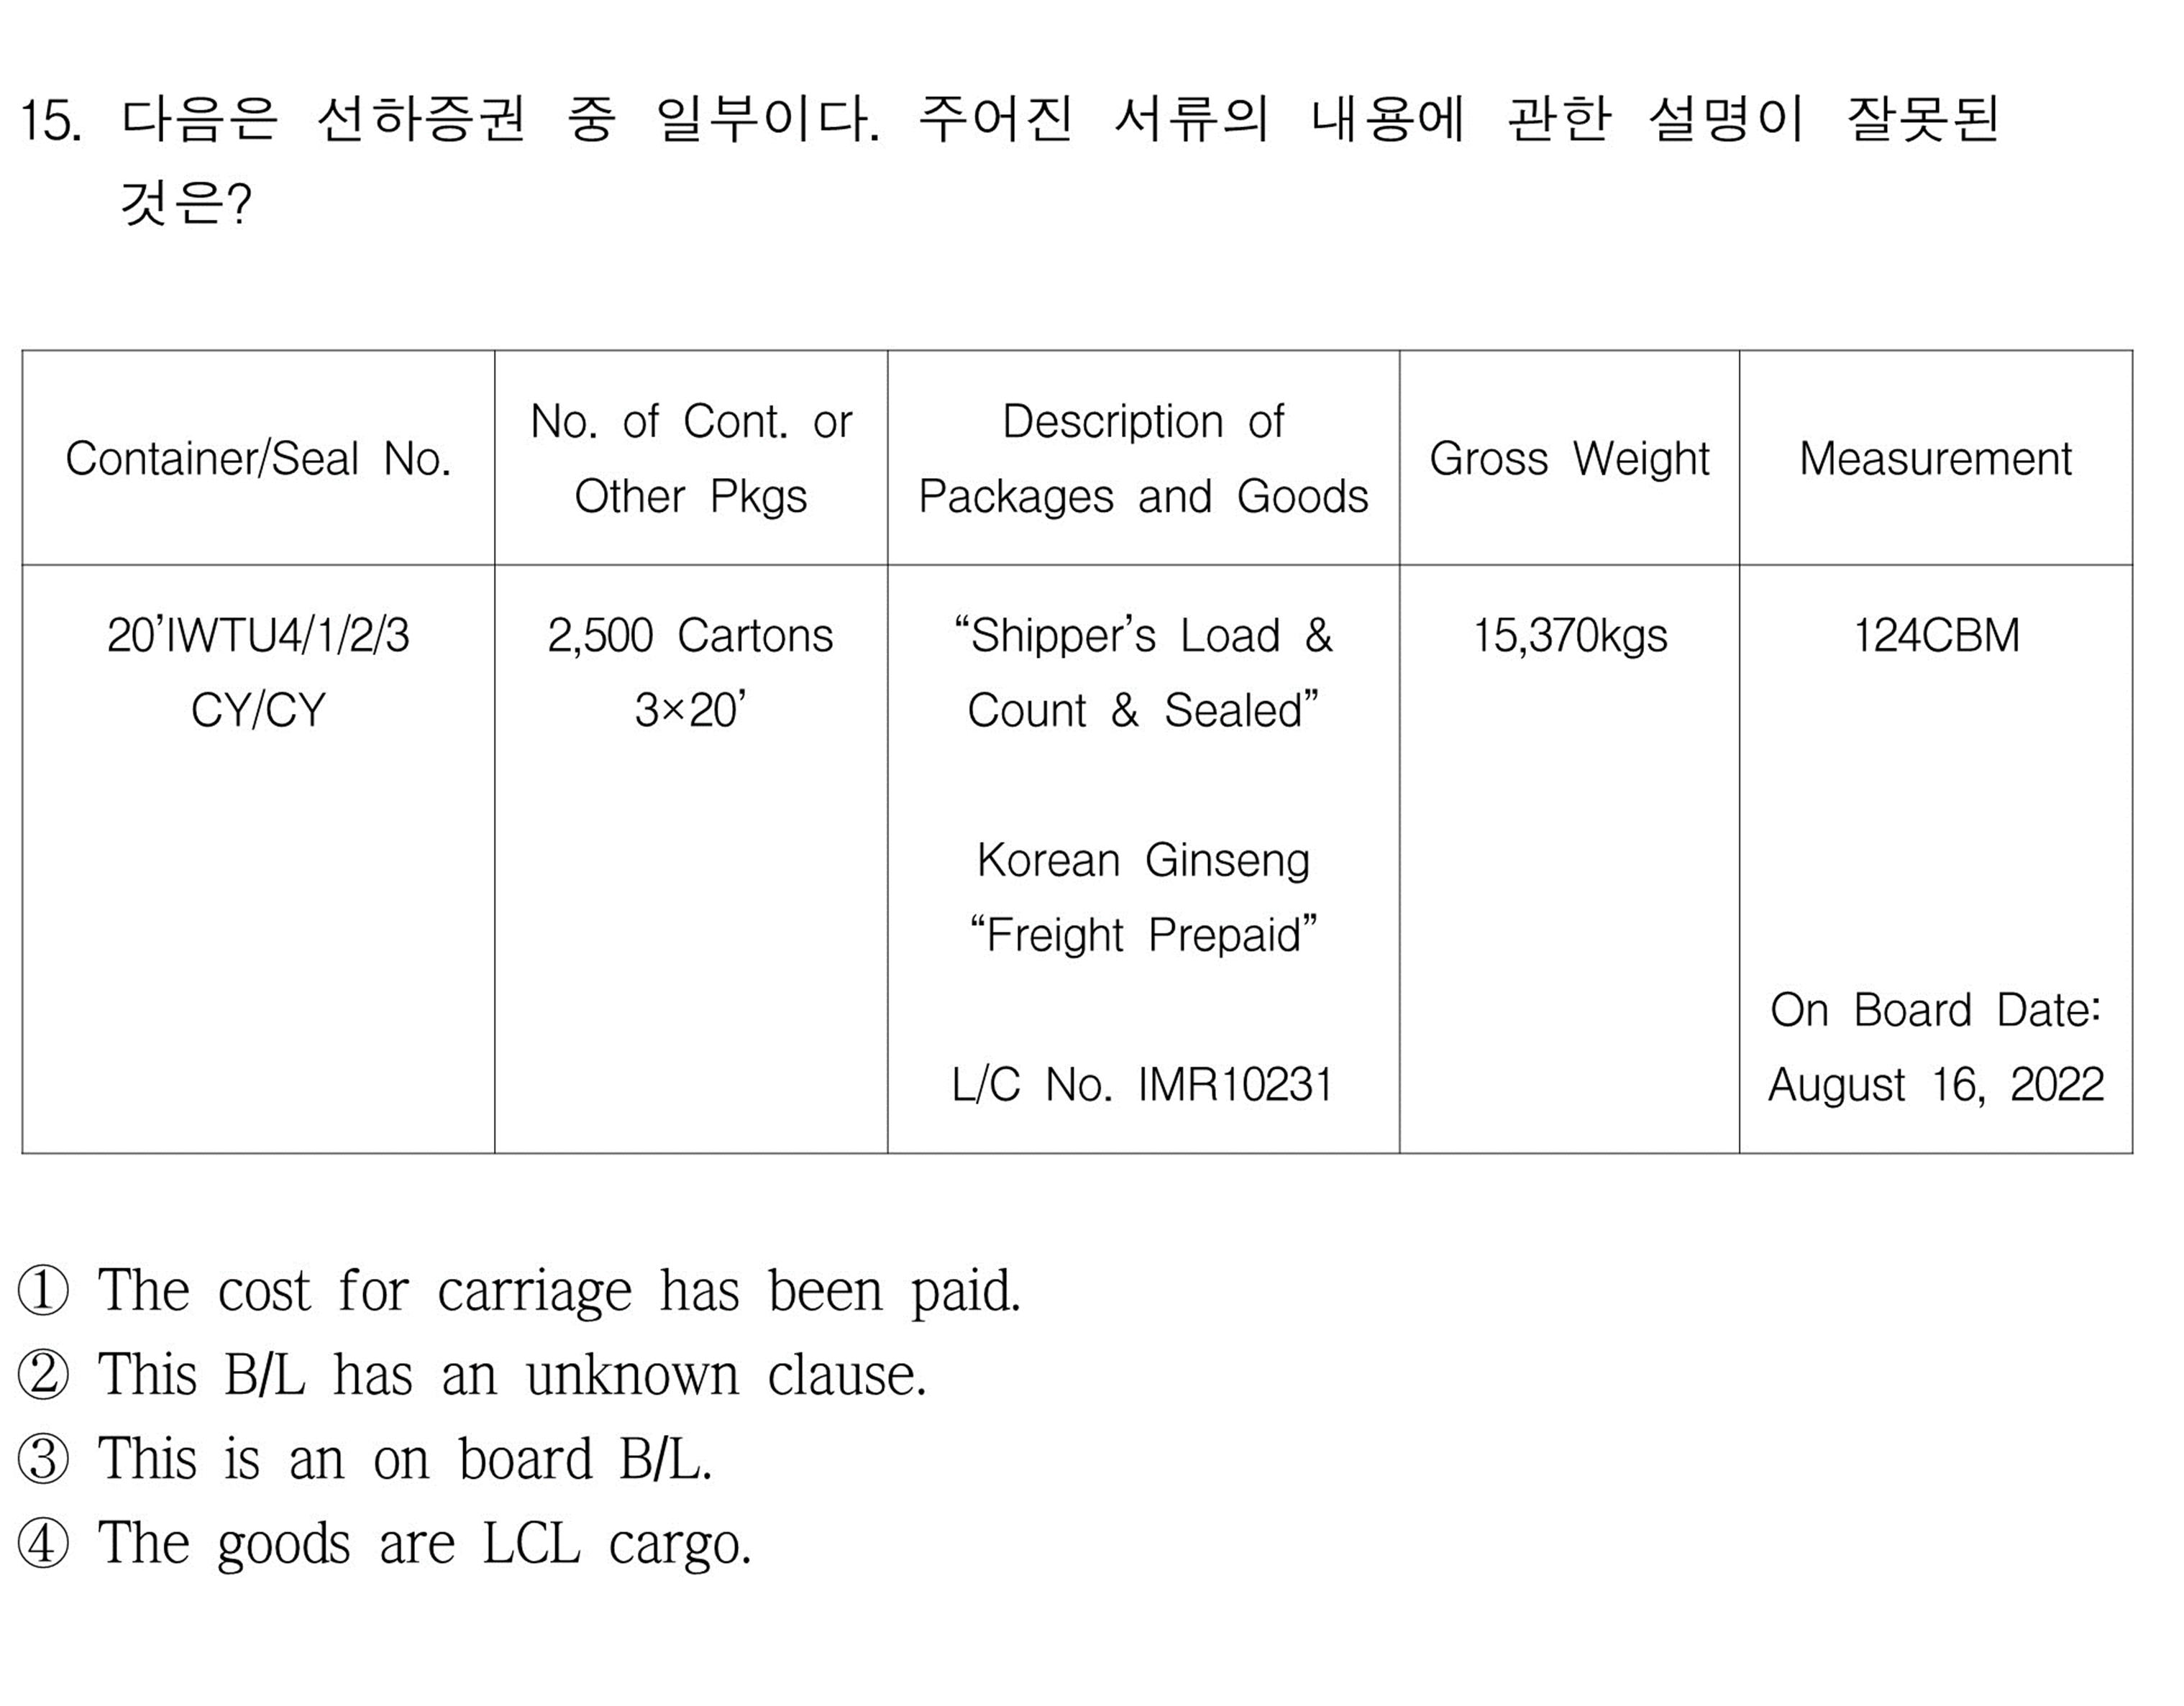 15. 다음은 선하증권 중 일부이다. 주어진 서류의 내용에 관한 설명이 잘못된
것은?
Container/Seal No.
No. of Cont. or
Other Pkgs
Description of
Packages and Goods
Gross Weight
Measurement
20’IWTU4/1/2/3
CY/CY
2,500 Cartons
3×20’
“Shipper’s Load &
Count & Sealed”
Korean Ginseng
“Freight Prepaid”
L/C No. IMR10231
15,370kgs
124CBM
On Board Date:
August 16, 2022
① The cost for carriage has been paid.
② This B/L has an unknown clause.
③ This is an on board B/L.
④ The goods are LCL cargo.